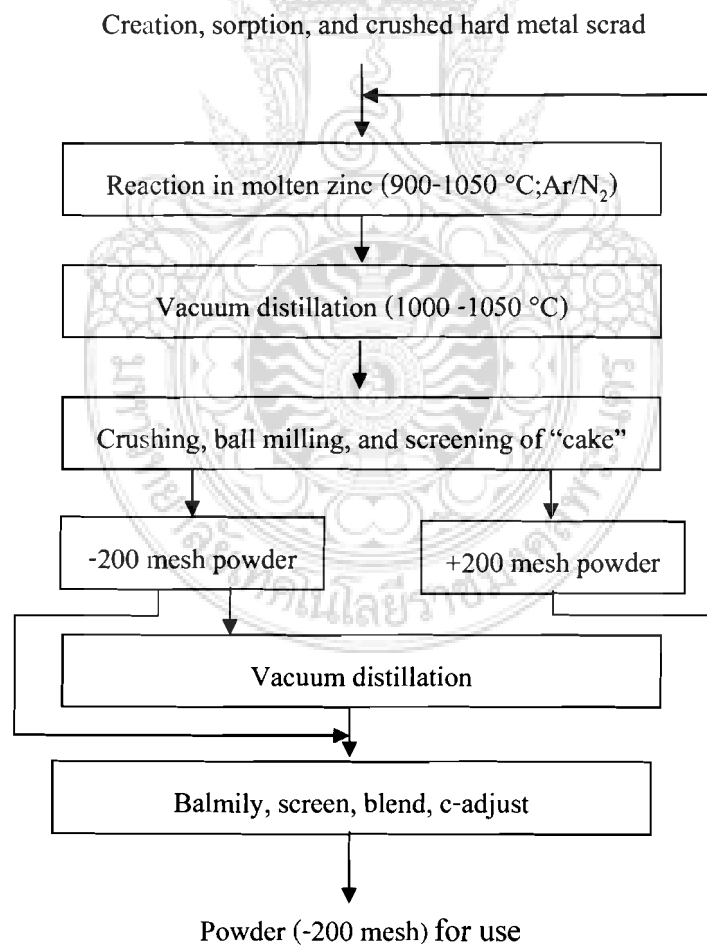 Creation, sorption, and crushed hard metal scrad
Reaction in molten zinc (900-1050 °C;Ar/N₂)
Vacuum distillation (1000 -1050 °C)
Crushing, ball milling, and screening of “cake”
-200 mesh powder
+200 mesh powder
Vacuum distillation
Balmily, screen, blend, c-adjust
Powder (-200 mesh) for use